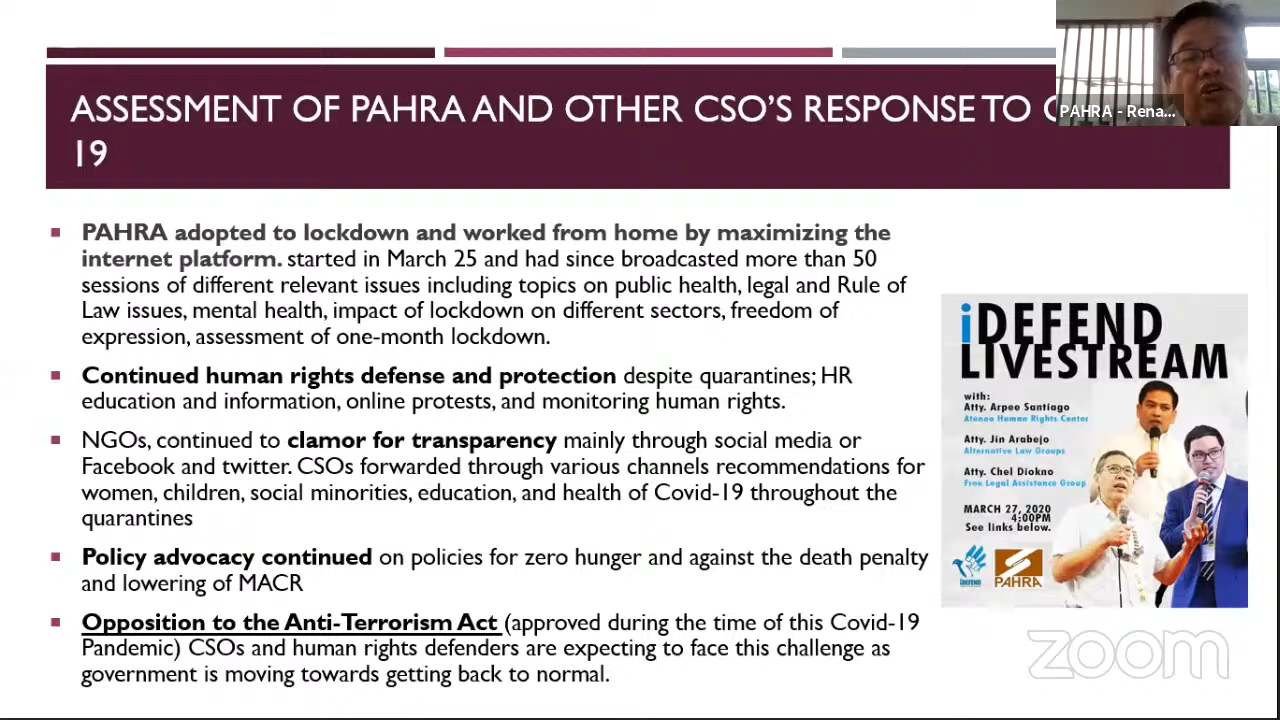 ASSESSMENT OF PAHRA AND OTHER CSO'S RESPONSE TO
19
PAHRA - Rena...
PAHRA adopted to lockdown and worked from home by maximizing the
internet platform. started in March 25 and had since broadcasted more than 50
sessions of different relevant issues including topics on public health, legal and Rule of
Law issues, mental health, impact of lockdown on different sectors, freedom of
expression, assessment of one-month lockdown.
Continued human rights defense and protection despite quarantines; HR
education and information, online protests, and monitoring human rights.
NGOs, continued to clamor for transparency mainly through social media or
Facebook and twitter. CSOs forwarded through various channels recommendations for
women, children, social minorities, education, and health of Covid-19 throughout the
quarantines
Policy advocacy continued on policies for zero hunger and against the death penalty
and lowering of MACR
Opposition to the Anti-Terrorism Act (approved during the time of this Covid-19
Pandemic) CSOs and human rights defenders are expecting to face this challenge as
government is moving towards getting back to normal.
iDEFEND
LIVESTREAM
with:
Atty. Arpee Santiago
Ateneo Human Rights Center
Atty. Jin Arabejo
Alternative Law Groups
Atty. Chel Diokno
Free Legal Assistance Group
MARCH 27, 2020
4:00PM
See links below.
iDEFEND
PAHRA
zoom